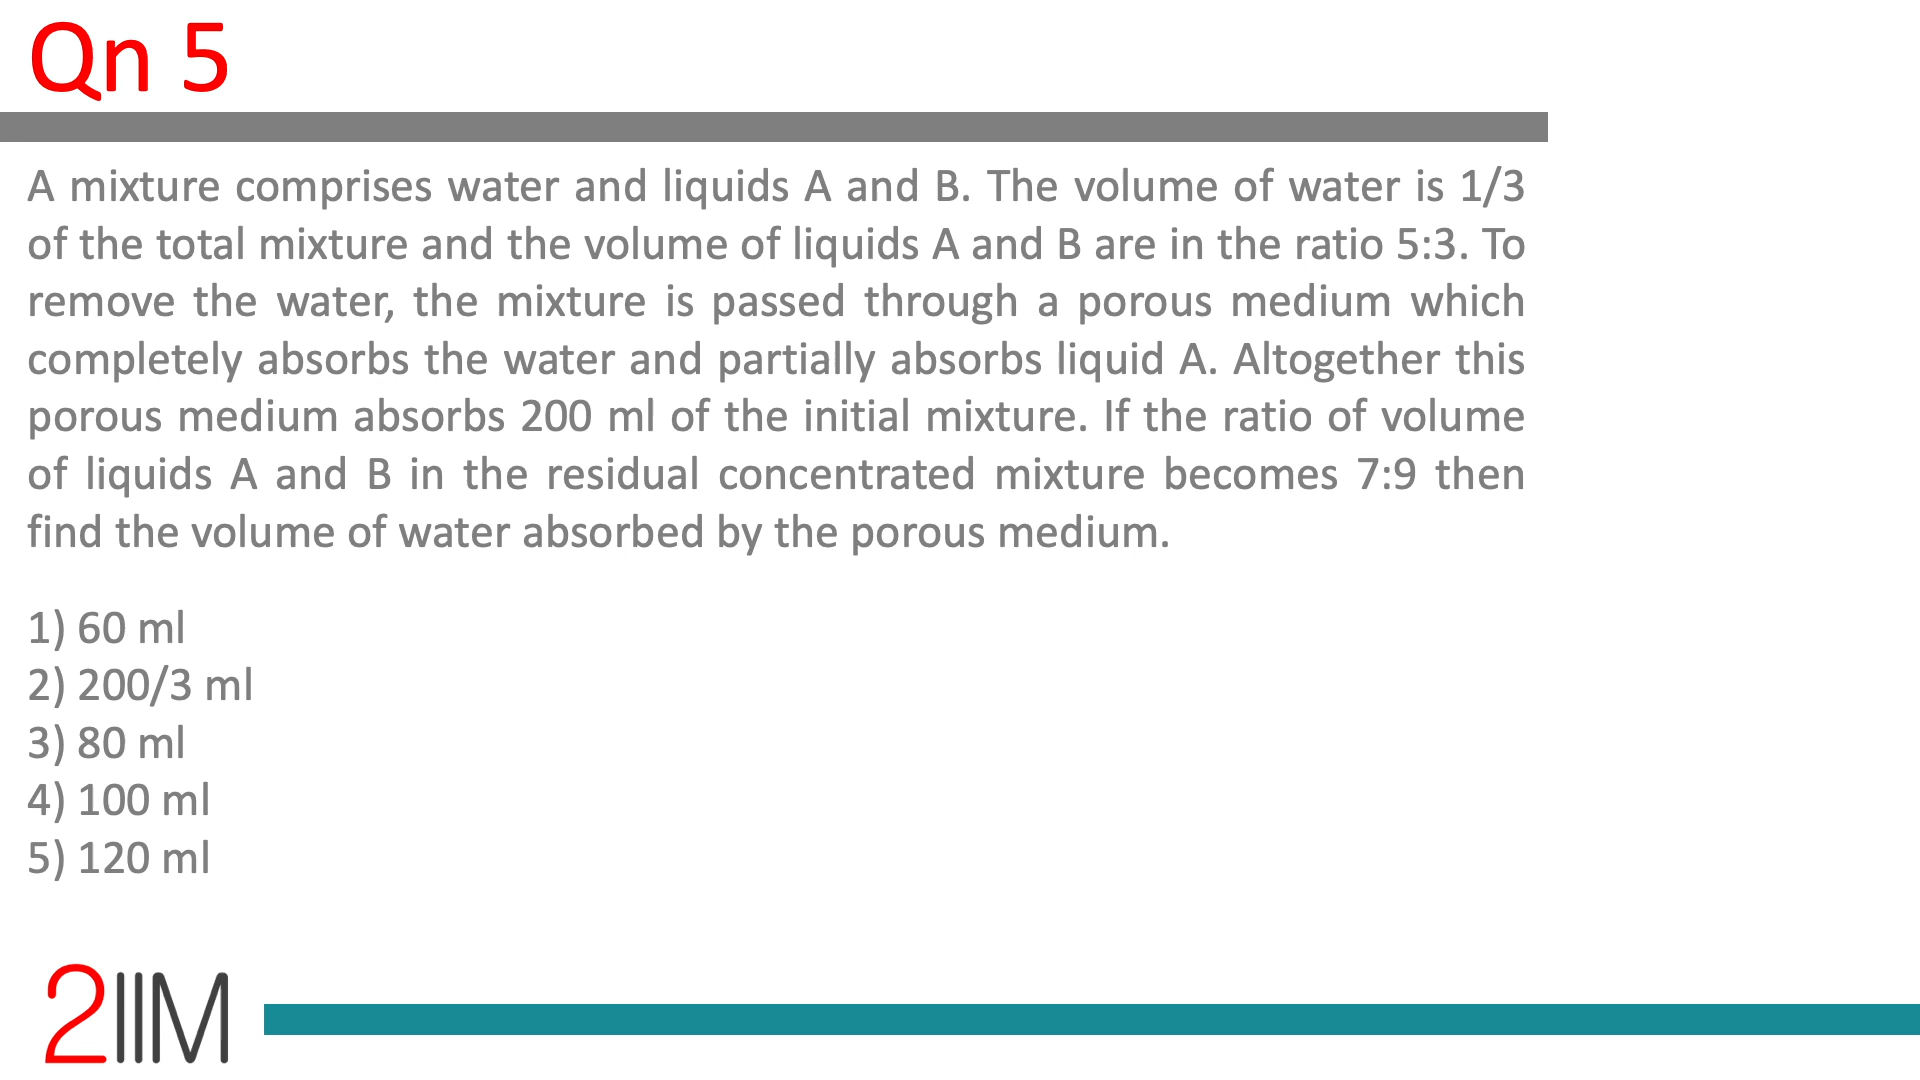 Qn 5
A mixture comprises water and liquids A and B. The volume of water is 1/3
of the total mixture and the volume of liquids A and B are in the ratio 5:3. To
remove the water, the mixture is passed through a porous medium which
completely absorbs the water and partially absorbs liquid A. Altogether this
porous medium absorbs 200 ml of the initial mixture. If the ratio of volume
of liquids A and B in the residual concentrated mixture becomes 7:9 then
find the volume of water absorbed by the porous medium.
1) 60 ml
2) 200/3 ml
3) 80 ml
4) 100 ml
5) 120 ml
2IIM